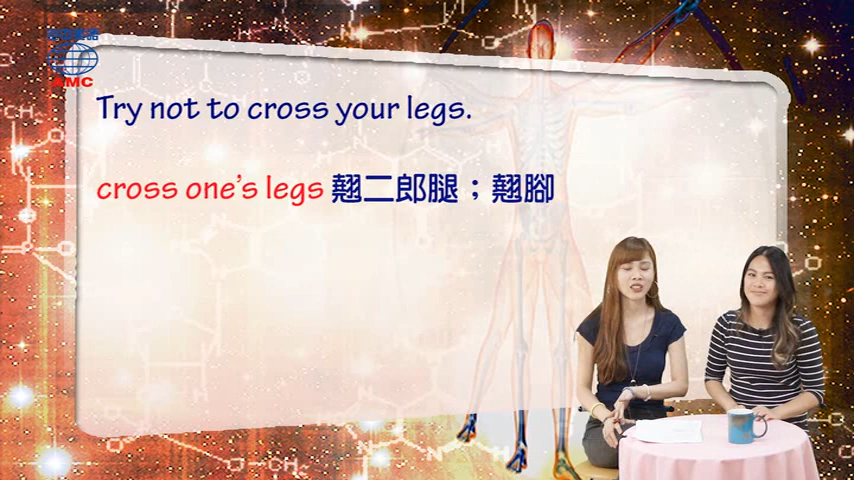 AMC
Try not to cross your legs.
cross one's legs 翹二郎腿；翹腳